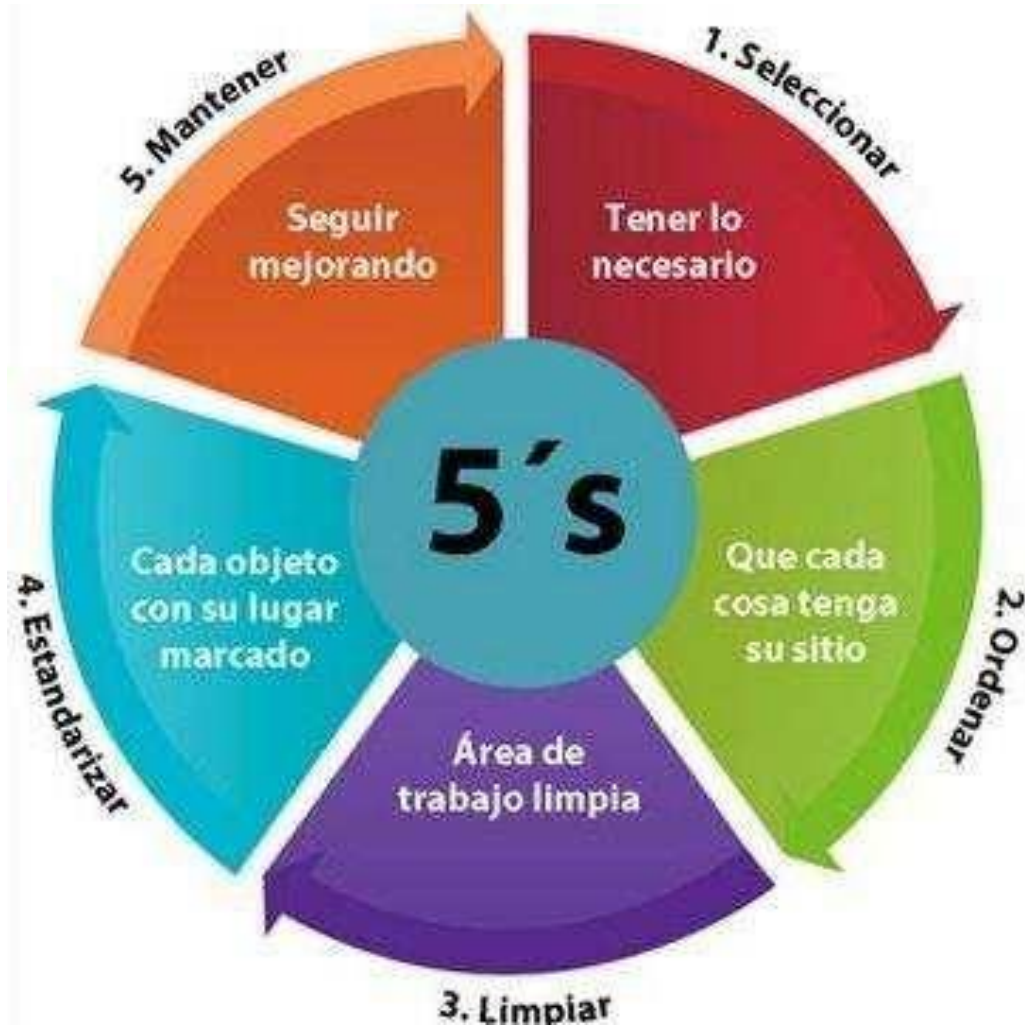 5´s
1. Seleccionar
Tener lo
necesario
2. Ordenar
Que cada
cosa tenga
su sitio
3. Limpiar
Área de
trabajo limpia
4. Estandarizar
Cada objeto
con su lugar
marcado
5. Mantener
Seguir
mejorando